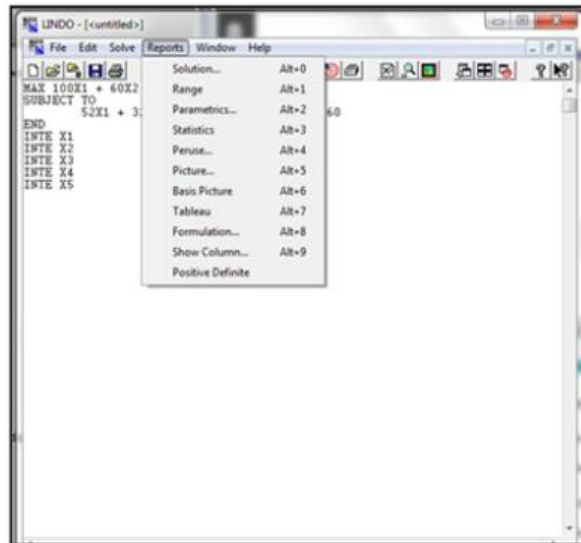 LINDO - [<untitled>]
File Edit Solve Reports Window Help
MAX 100X1 + 60X2
SUBJECT TO
52X1 + 60
END
INTE X1
INTE X2
INTE X3
INTE X4
INTE X5
Solution... Alt+0
Range Alt+1
Parametrics... Alt+2
Statistics Alt+3
Peruse... Alt+4
Picture... Alt+5
Basis Picture Alt+6
Tableau Alt+7
Formulation... Alt+8
Show Column... Alt+9
Positive Definite